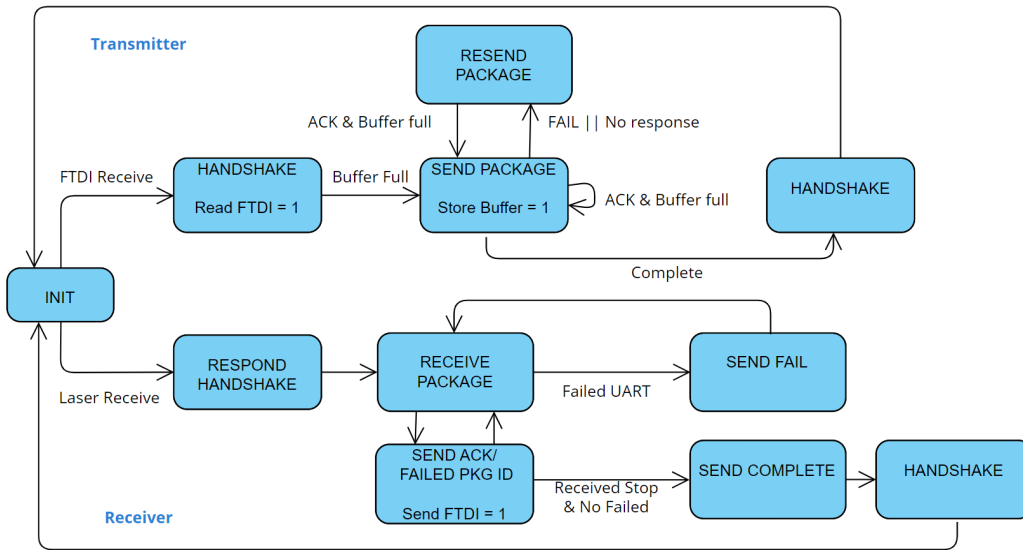 Transmitter
RESEND
PACKAGE
ACK & Buffer full
FAIL || No response
FTDI Receive
HANDSHAKE
Read FTDI = 1
Buffer Full
SEND PACKAGE
Store Buffer = 1
ACK & Buffer full
HANDSHAKE
Complete
INIT
Laser Receive
RESPOND
HANDSHAKE
RECEIVE
PACKAGE
Failed UART
SEND FAIL
SEND ACK/
FAILED PKG ID
Send FTDI = 1
Received Stop
& No Failed
SEND COMPLETE
HANDSHAKE
Receiver